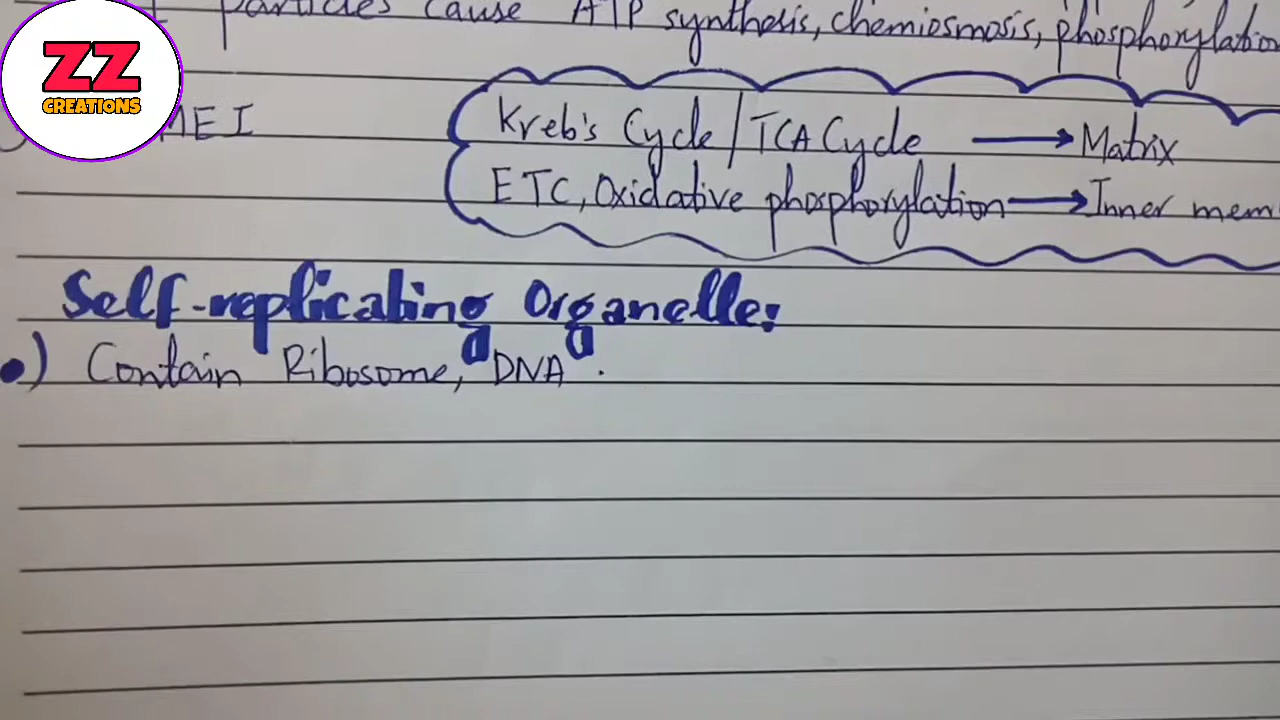 particles cause ATP synthesis, chemiosmosis, phosphorylation
ZZ
CREATIONS
MEI
Kreb's Cycle/TCA Cycle → Matrix
ETC, Oxidative phosphorylation → Inner mem
Self-replicating Organelle:
•) Contain Ribosome, DNA.